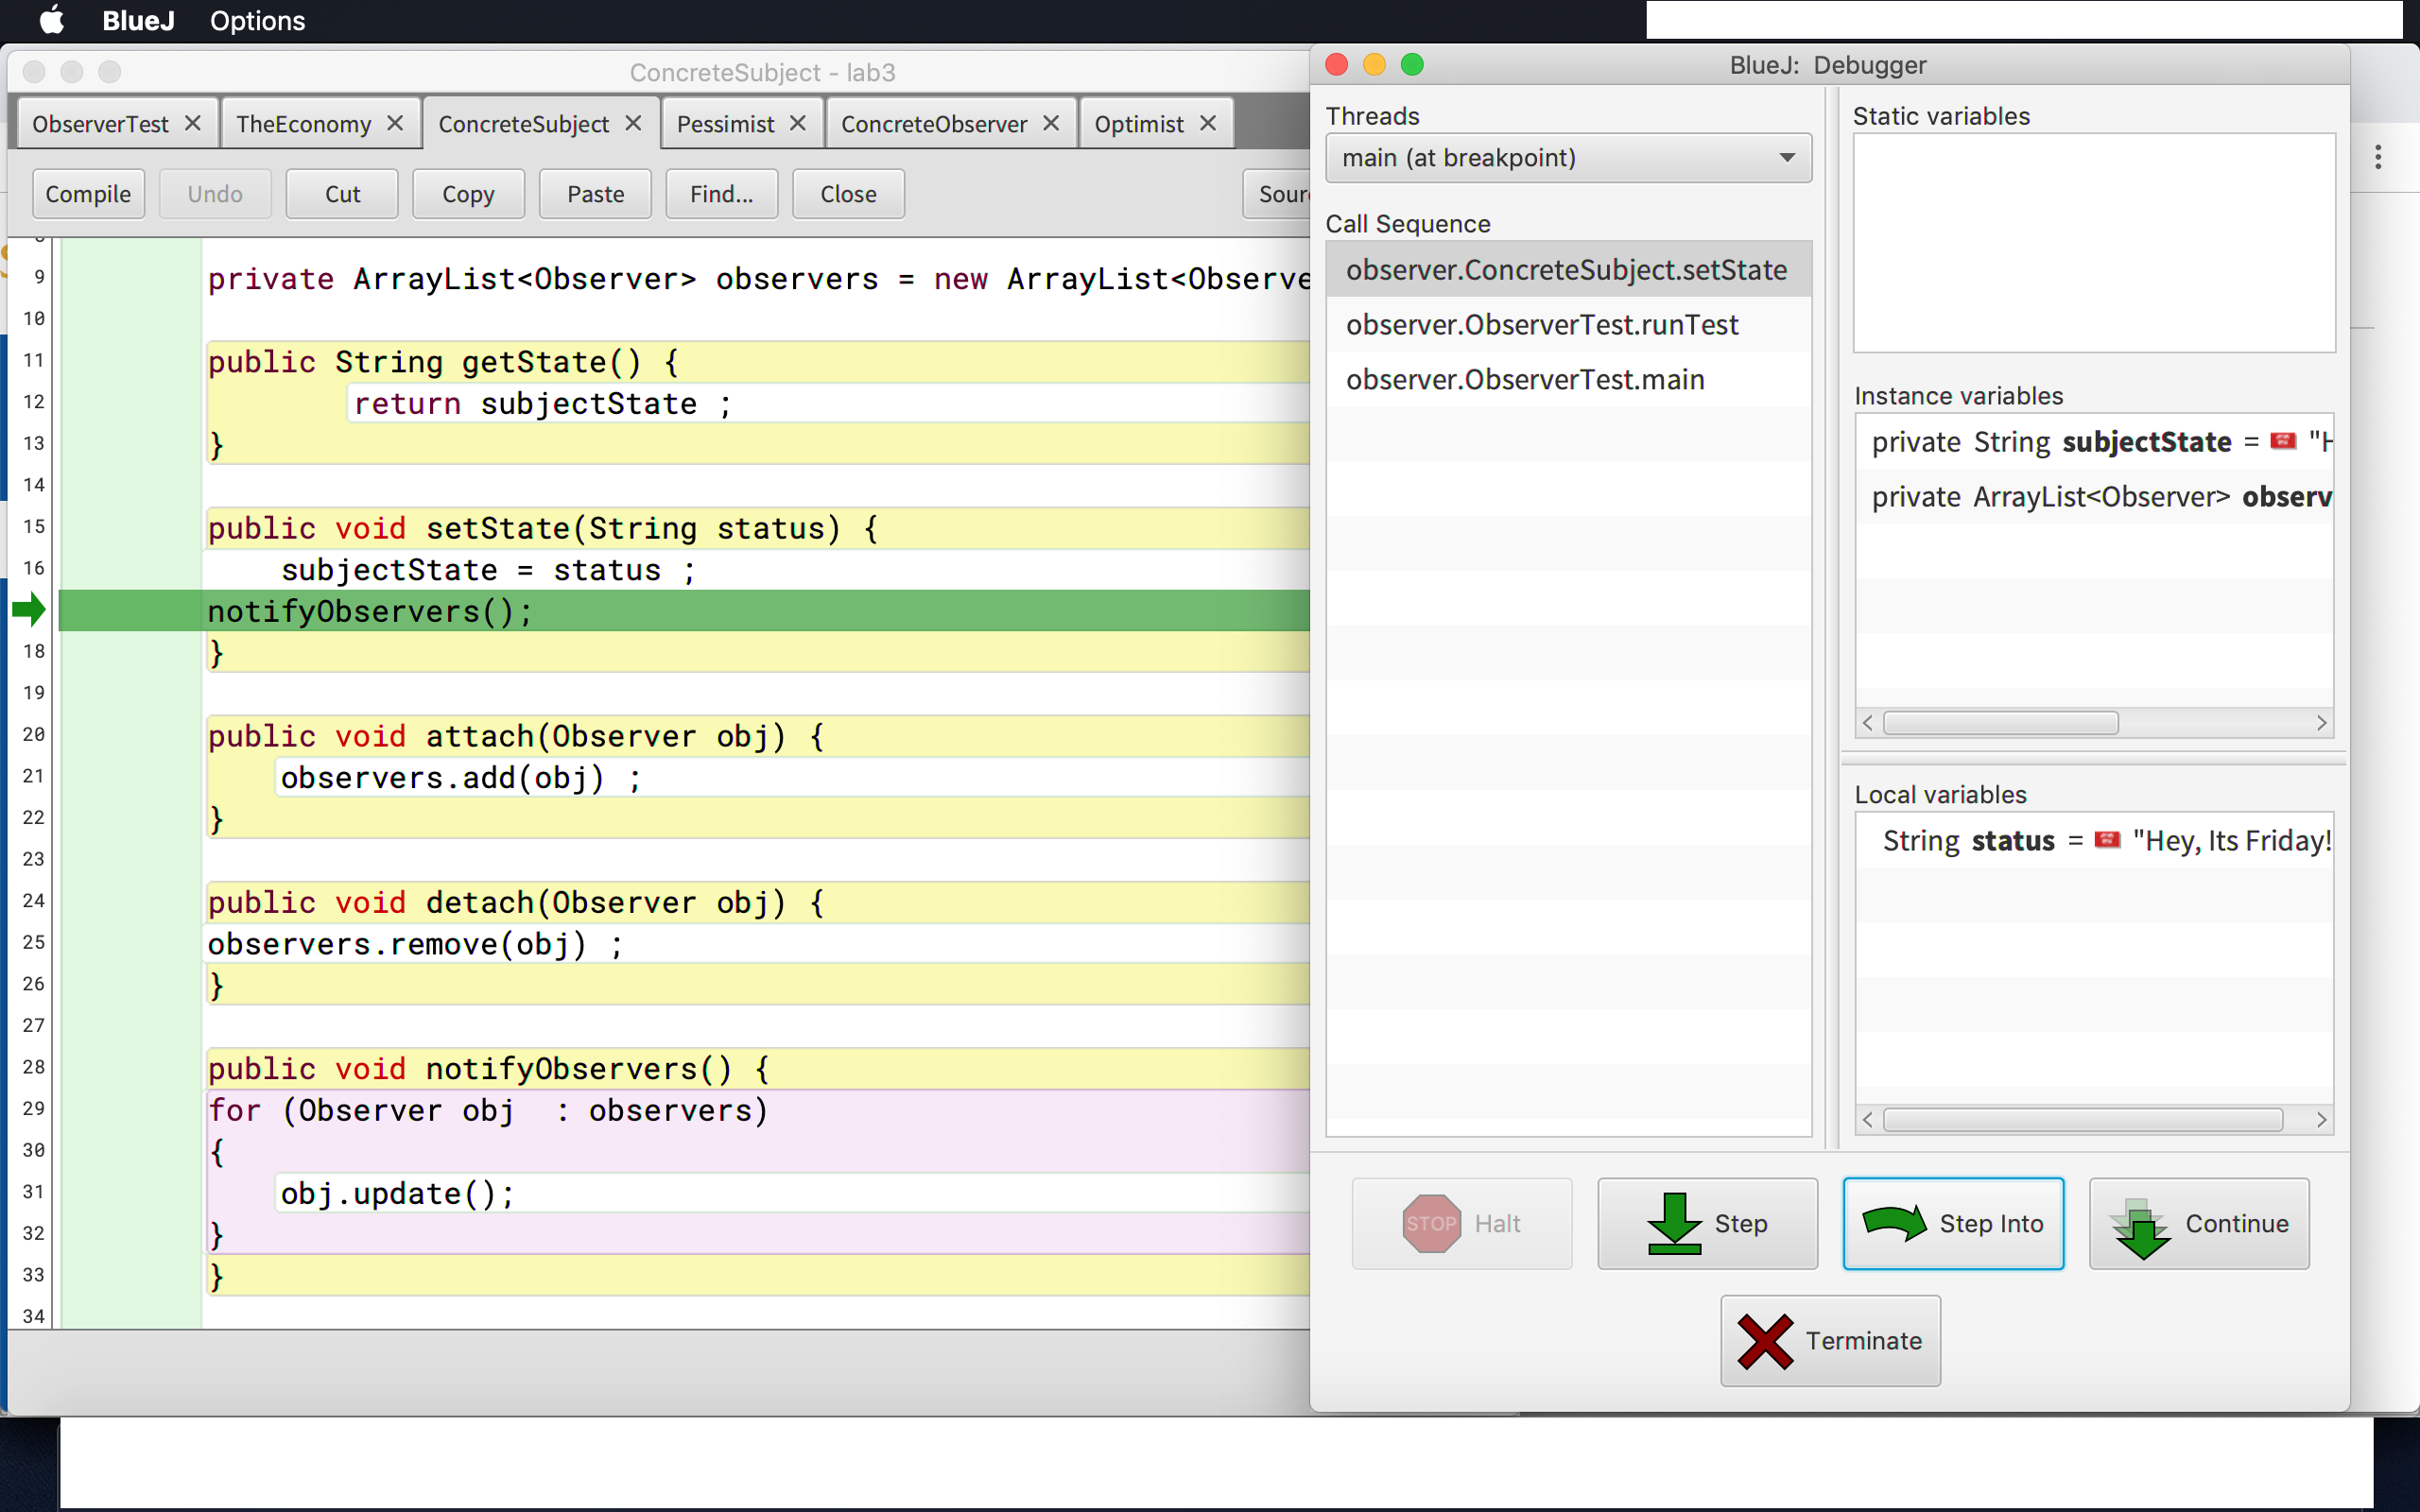 BlueJ Options
ConcreteSubject - lab3
ObserverTest TheEconomy ConcreteSubject Pessimist ConcreteObserver Optimist
Compile Undo Cut Copy Paste Find... Close
9 private ArrayList<Observer> observers = new ArrayList<Observe
10
11 public String getState() {
12 return subjectState ;
13 }
14
15 public void setState(String status) {
16 subjectState = status ;
notifyObservers();
18 }
19
20 public void attach(Observer obj) {
21 observers.add(obj) ;
22 }
23
24 public void detach(Observer obj) {
25 observers.remove(obj) ;
26 }
27
28 public void notifyObservers() {
29 for (Observer obj  : observers)
30 {
31 obj.update();
32 }
33 }
34
BlueJ: Debugger
Threads
main (at breakpoint)
Call Sequence
observer.ConcreteSubject.setState
observer.ObserverTest.runTest
observer.ObserverTest.main
Static variables
Instance variables
private String subjectState = "H
private ArrayList<Observer> observ
Local variables
String status = "Hey, Its Friday!
STOP Halt
Step
Step Into
Continue
Terminate